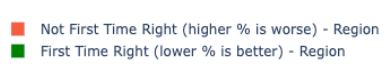 Not First Time Right (higher % is worse) - Region
First Time Right (lower % is better) - Region